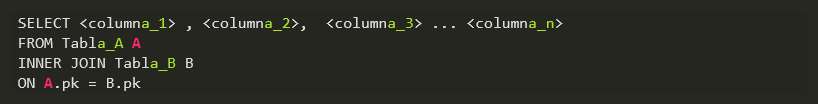 SELECT <columna_1> , <columna_2>,  <columna_3> ... <columna_n>
FROM Tabla_A A
INNER JOIN Tabla_B B
ON A.pk = B.pk